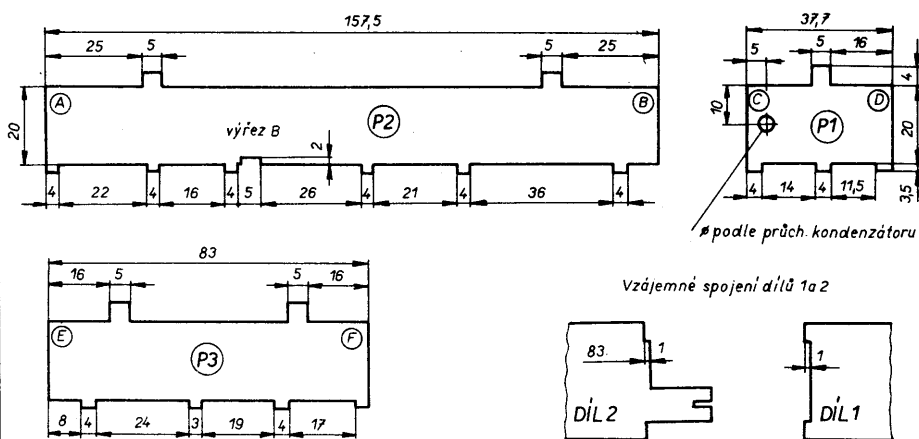 157,5
25 5 5 25
A B
P2
20
výřez B
2
4 22 4 16 4 5 26 4 21 4 36 4
37,7
5 5 16
4
C D
10
P1
20
4 14 4 11,5
3,5
ø podle průch. kondenzátoru
83
16 5 5 16
E F
P3
8 4 24 3 19 4 17
Vzájemné spojení dílů 1a 2
83 1
1
DÍL 2 DÍL 1